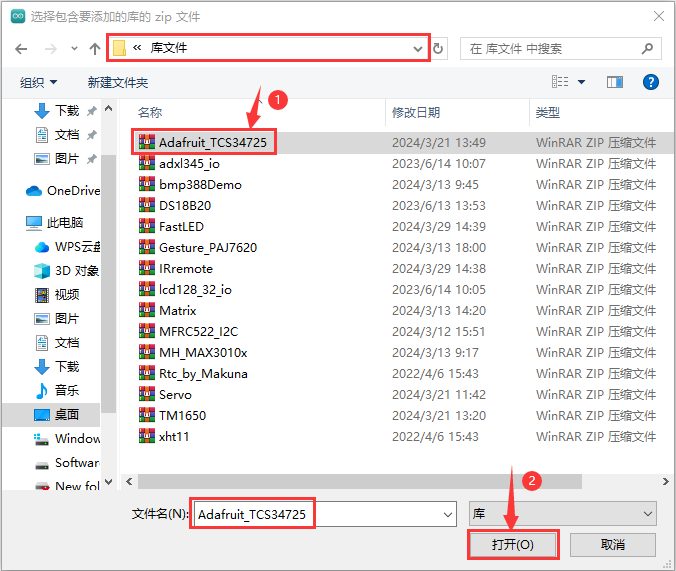 选择包含要添加的库的 zip 文件
« 库文件
在 库文件 中搜索
组织 新建文件夹
名称 修改日期 类型
1
Adafruit_TCS34725 2024/3/21 13:49 WinRAR ZIP 压缩文件
adxl345_io 2023/6/14 10:07 WinRAR ZIP 压缩文件
bmp388Demo 2024/3/13 9:45 WinRAR ZIP 压缩文件
DS18B20 2023/6/13 13:53 WinRAR ZIP 压缩文件
FastLED 2024/3/29 14:39 WinRAR ZIP 压缩文件
Gesture_PAJ7620 2024/3/13 18:00 WinRAR ZIP 压缩文件
IRremote 2024/3/29 14:38 WinRAR ZIP 压缩文件
lcd128_32_io 2023/6/14 10:05 WinRAR ZIP 压缩文件
Matrix 2024/3/13 14:20 WinRAR ZIP 压缩文件
MFRC522_I2C 2024/3/12 15:51 WinRAR ZIP 压缩文件
MH_MAX3010x 2024/3/13 9:17 WinRAR ZIP 压缩文件
Rtc_by_Makuna 2022/4/6 15:43 WinRAR ZIP 压缩文件
Servo 2024/3/21 11:42 WinRAR ZIP 压缩文件
TM1650 2024/3/21 13:20 WinRAR ZIP 压缩文件
xht11 2022/4/6 15:43 WinRAR ZIP 压缩文件
下载
文档
图片
OneDrive
此电脑
WPS云盘
3D 对象
视频
图片
文档
下载
音乐
桌面
Window
Software
New fol
2
文件名(N): Adafruit_TCS34725 库
打开(O) 取消